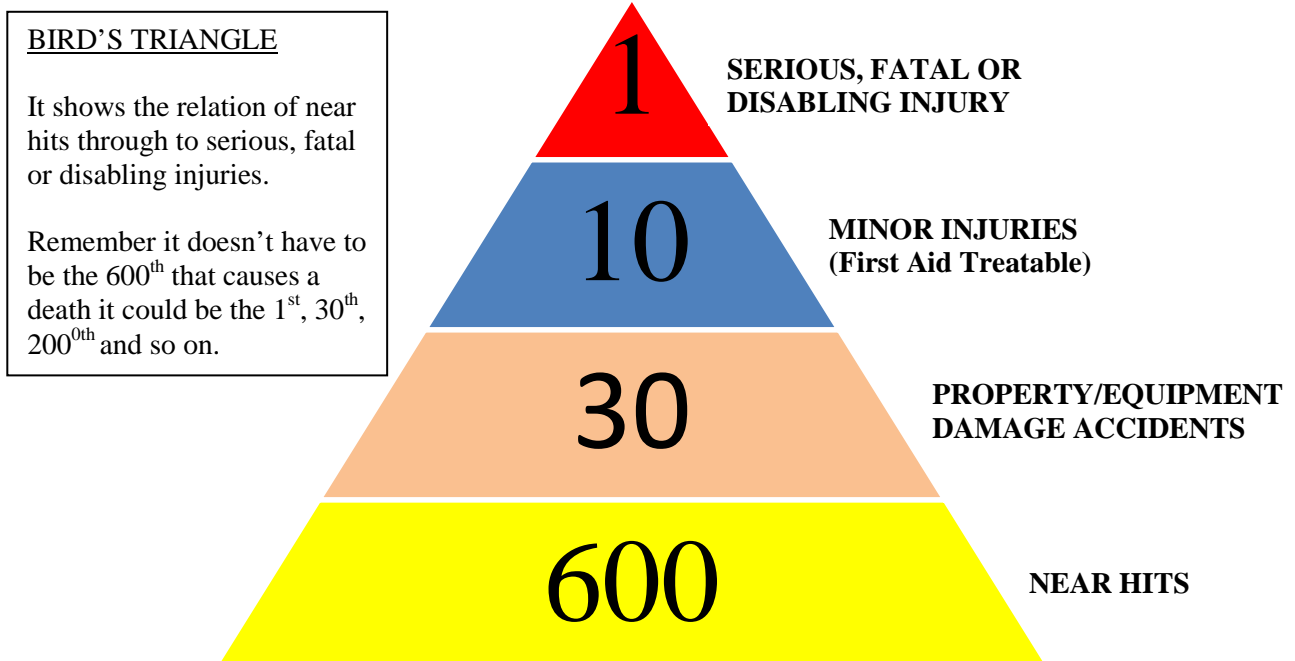 BIRD'S TRIANGLE
It shows the relation of near
hits through to serious, fatal
or disabling injuries.
Remember it doesn't have to
be the 600th that causes a
death it could be the 1st, 30th,
2000th and so on.
1
SERIOUS, FATAL OR
DISABLING INJURY
10
MINOR INJURIES
(First Aid Treatable)
30
PROPERTY/EQUIPMENT
DAMAGE ACCIDENTS
600
NEAR HITS